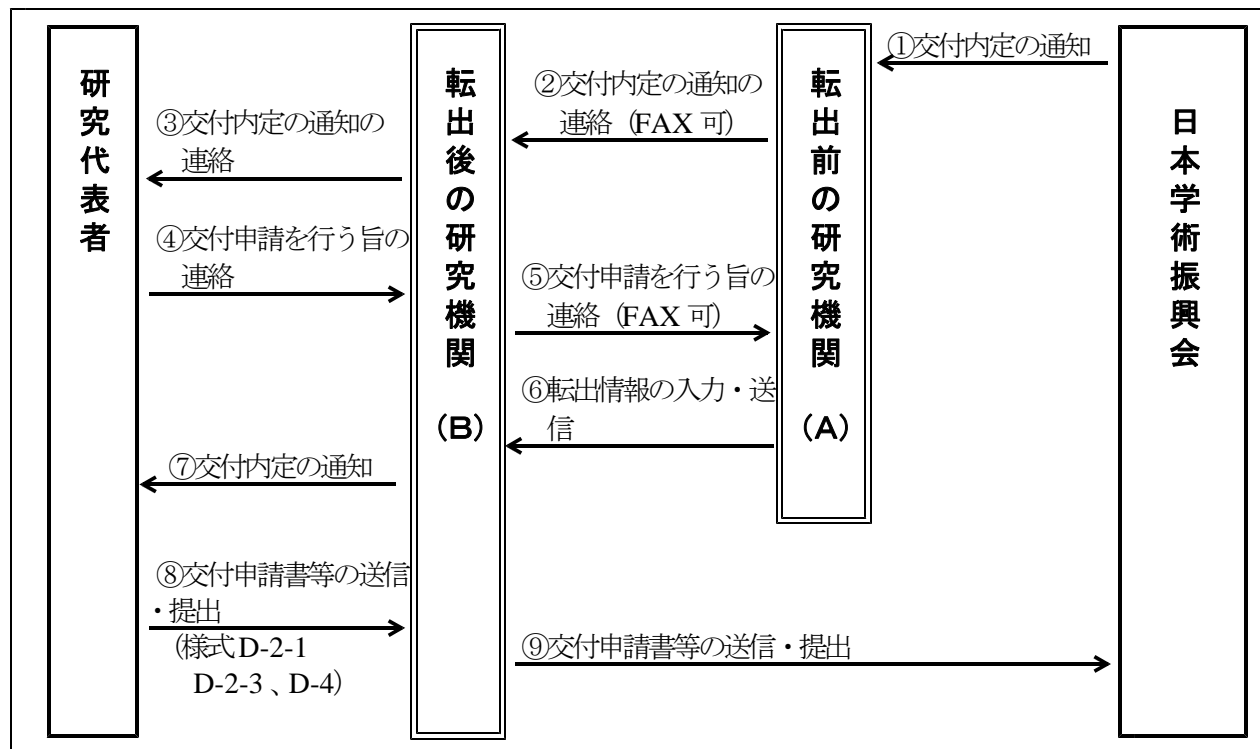 研究代表者
転出後の研究機関
(B)
転出前の研究機関
(A)
日本学術振興会
①交付内定の通知
②交付内定の通知の
連絡（FAX 可）
③交付内定の通知の
連絡
④交付申請を行う旨の
連絡
⑤交付申請を行う旨の
連絡（FAX 可）
⑥転出情報の入力・送
信
⑦交付内定の通知
⑧交付申請書等の送信
・提出
（様式 D-2-1
D-2-3 、D-4）
⑨交付申請書等の送信・提出